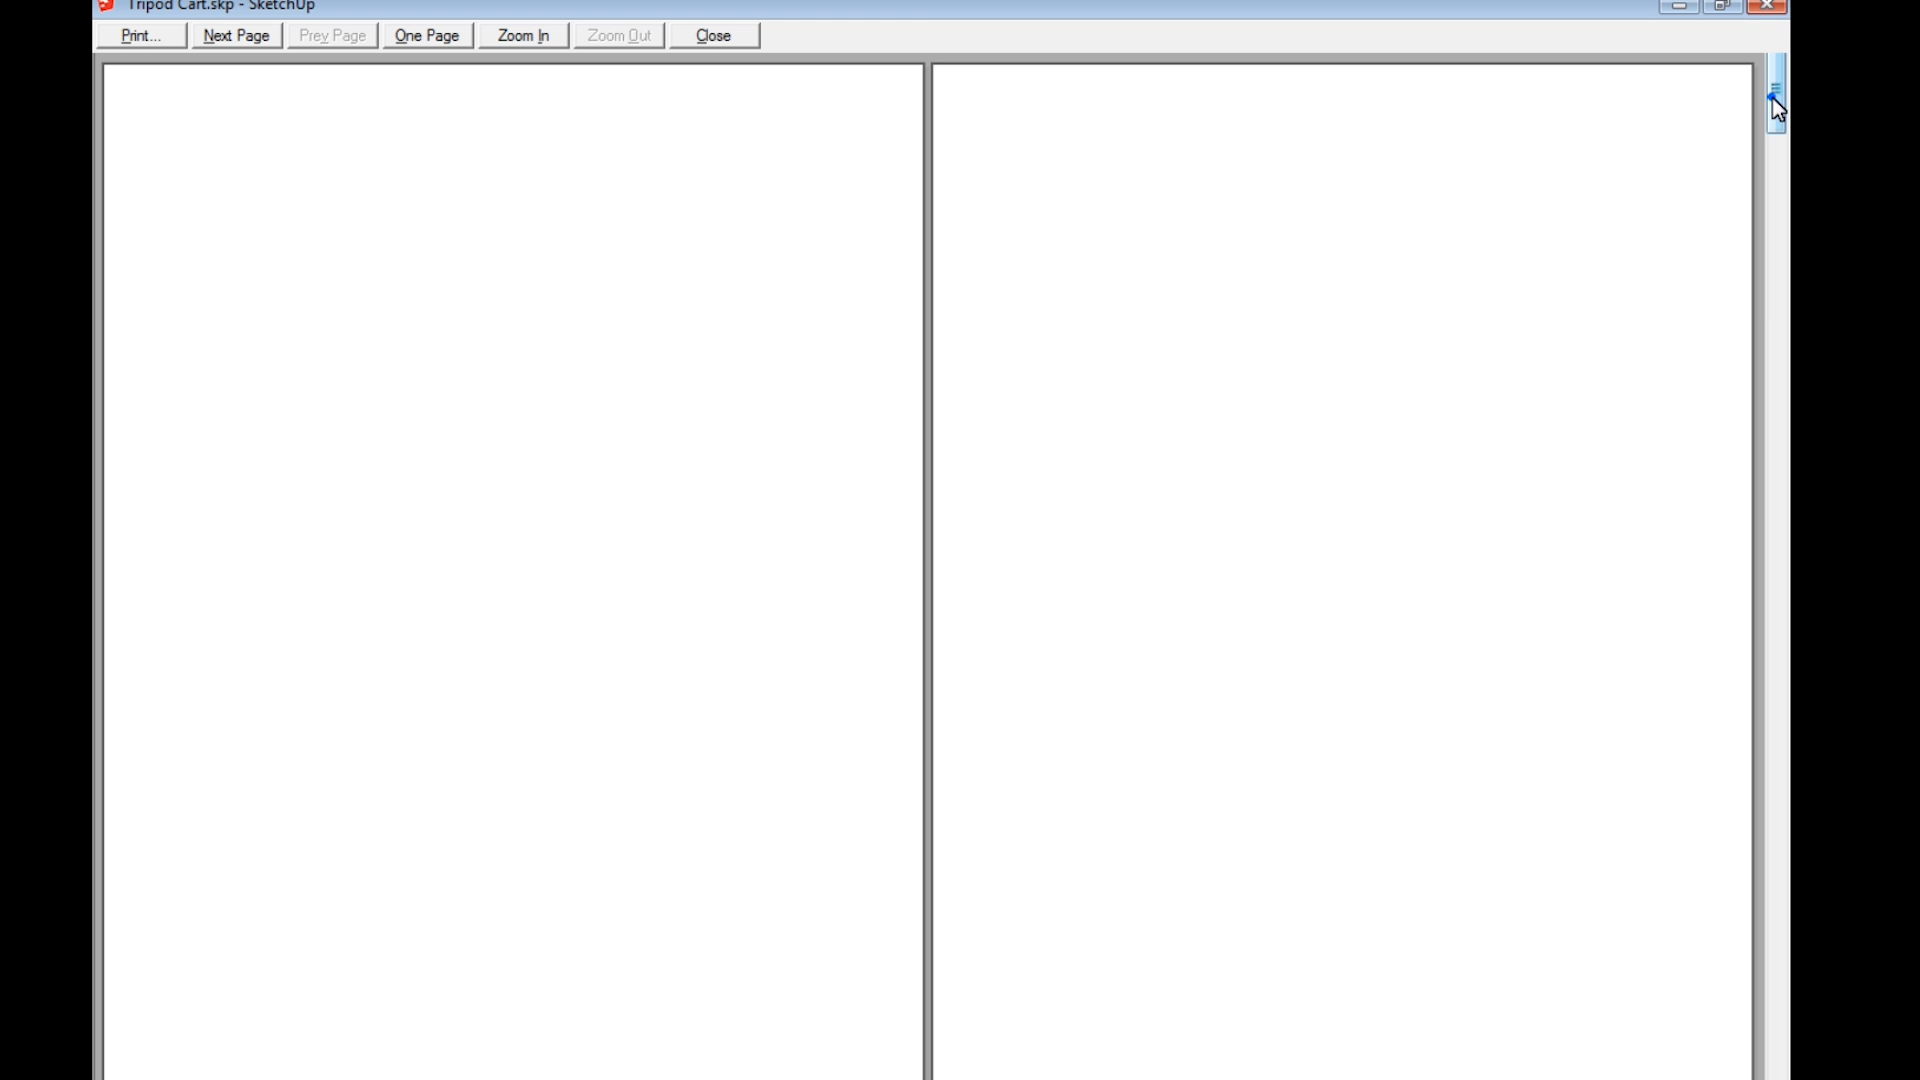 Tripod Cart.skp - SketchUp
Print... Next Page Prev Page One Page Zoom In Zoom Out Close